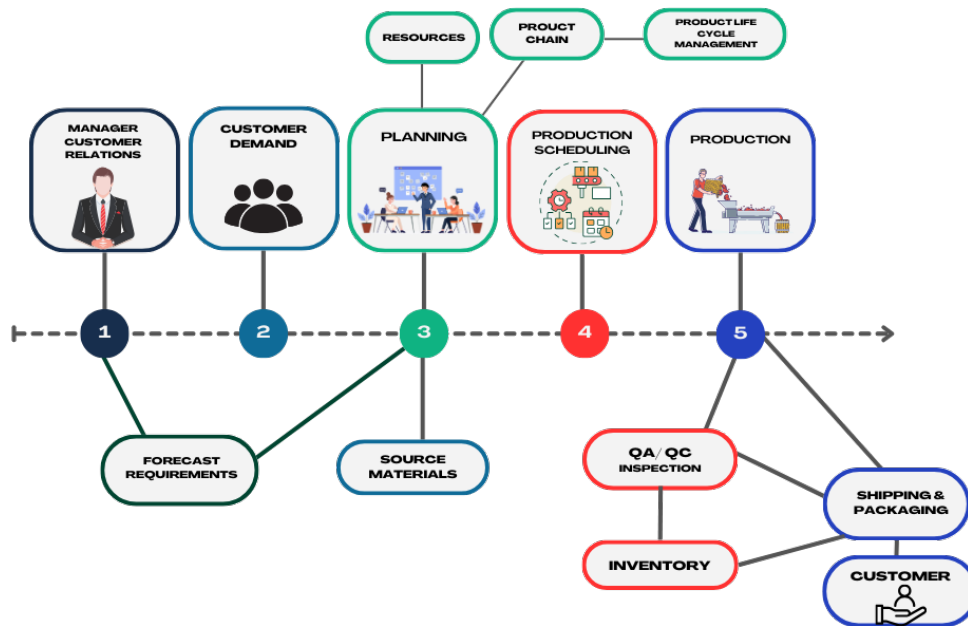 RESOURCES
PROUCT
CHAIN
PRODUCT LIFE
CYCLE
MANAGEMENT
MANAGER
CUSTOMER
RELATIONS
CUSTOMER
DEMAND
PLANNING
PRODUCTION
SCHEDULING
PRODUCTION
1
2
3
4
5
FORECAST
REQUIREMENTS
SOURCE
MATERIALS
QA/ QC
INSPECTION
SHIPPING &
PACKAGING
INVENTORY
CUSTOMER